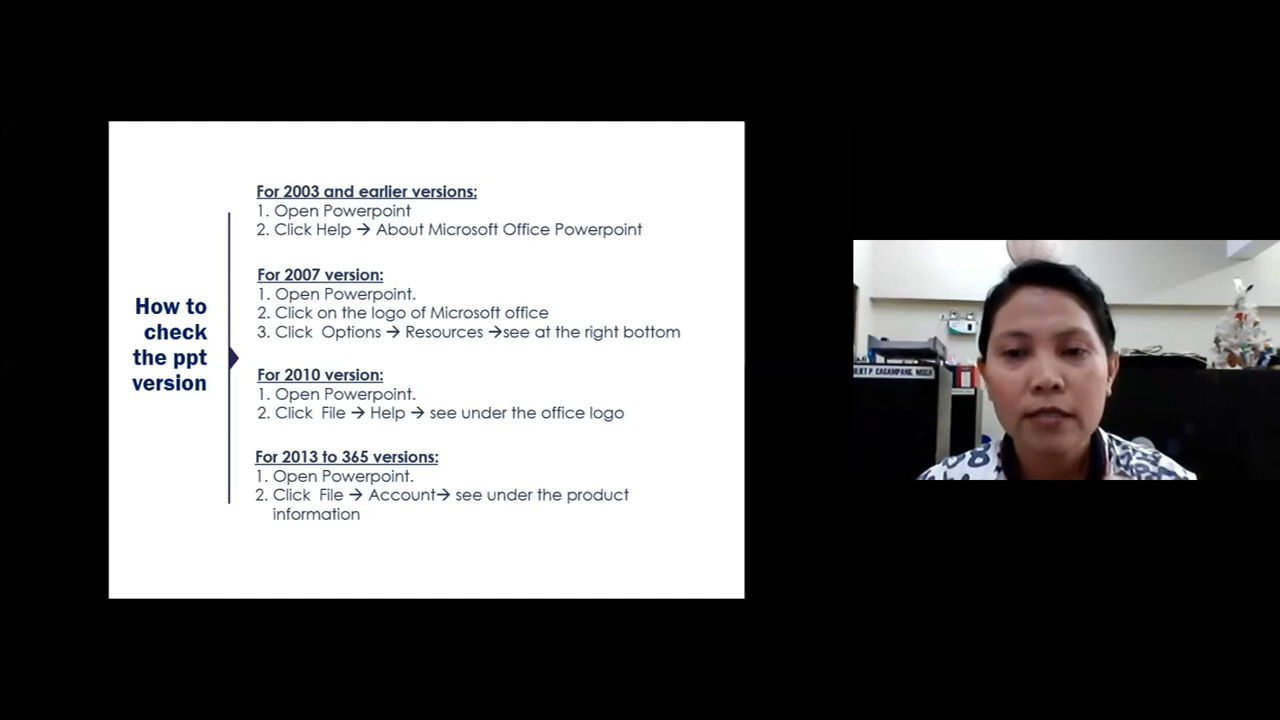 How to
check
the ppt
version
For 2003 and earlier versions:
1. Open Powerpoint
2. Click Help → About Microsoft Office Powerpoint
For 2007 version:
1. Open Powerpoint.
2. Click on the logo of Microsoft office
3. Click Options → Resources →see at the right bottom
For 2010 version:
1. Open Powerpoint.
2. Click File → Help → see under the office logo
For 2013 to 365 versions:
1. Open Powerpoint.
2. Click File → Account→ see under the product
information
P. CAGAMPANG,